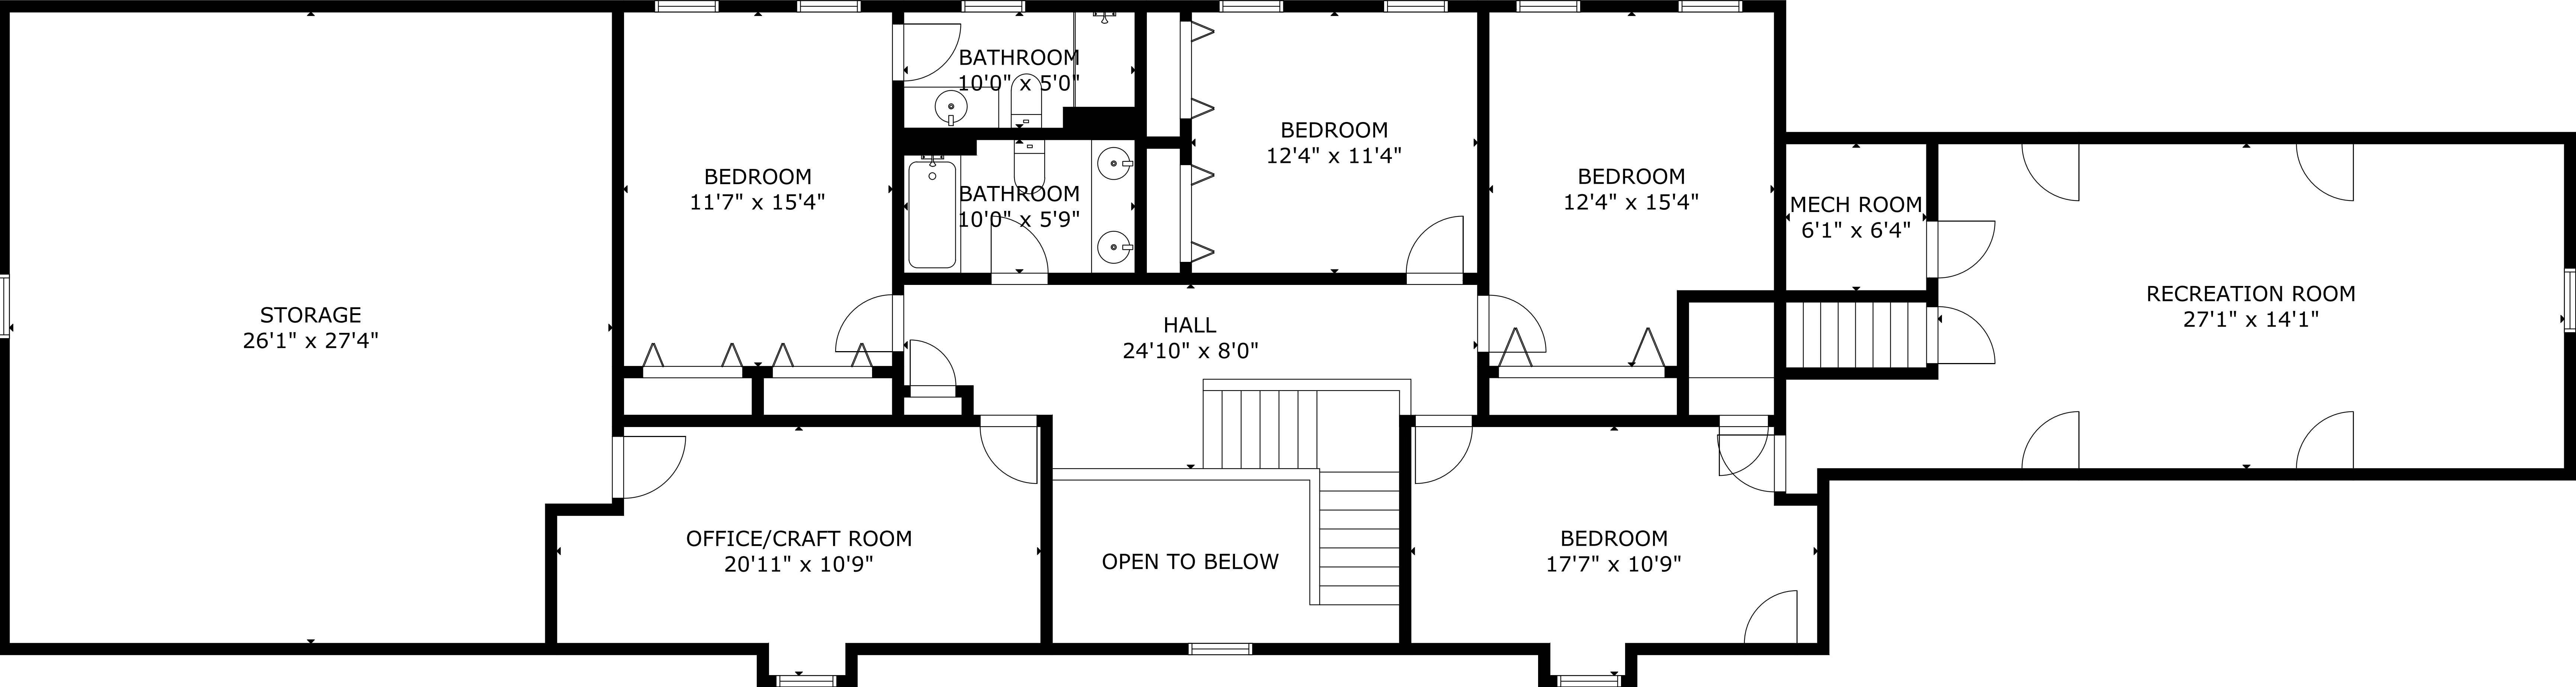 BATHROOM
10'0" x 5'0"
BEDROOM
12'4" x 11'4"
BEDROOM
11'7" x 15'4"
BATHROOM
10'0" x 5'9"
BEDROOM
12'4" x 15'4"
MECH ROOM
6'1" x 6'4"
RECREATION ROOM
27'1" x 14'1"
STORAGE
26'1" x 27'4"
HALL
24'10" x 8'0"
OFFICE/CRAFT ROOM
20'11" x 10'9"
OPEN TO BELOW
BEDROOM
17'7" x 10'9"